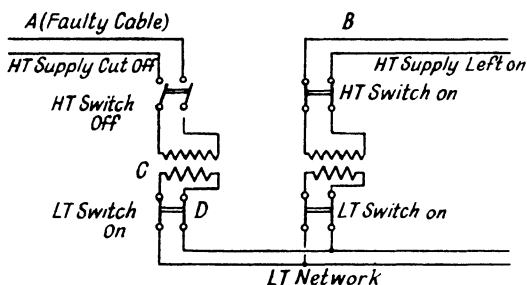 A (Faulty Cable)
B
HT Supply Cut Off
HT Supply Left on
HT Switch
Off
HT Switch on
C
LT Switch
on
D
LT Switch on
LT Network